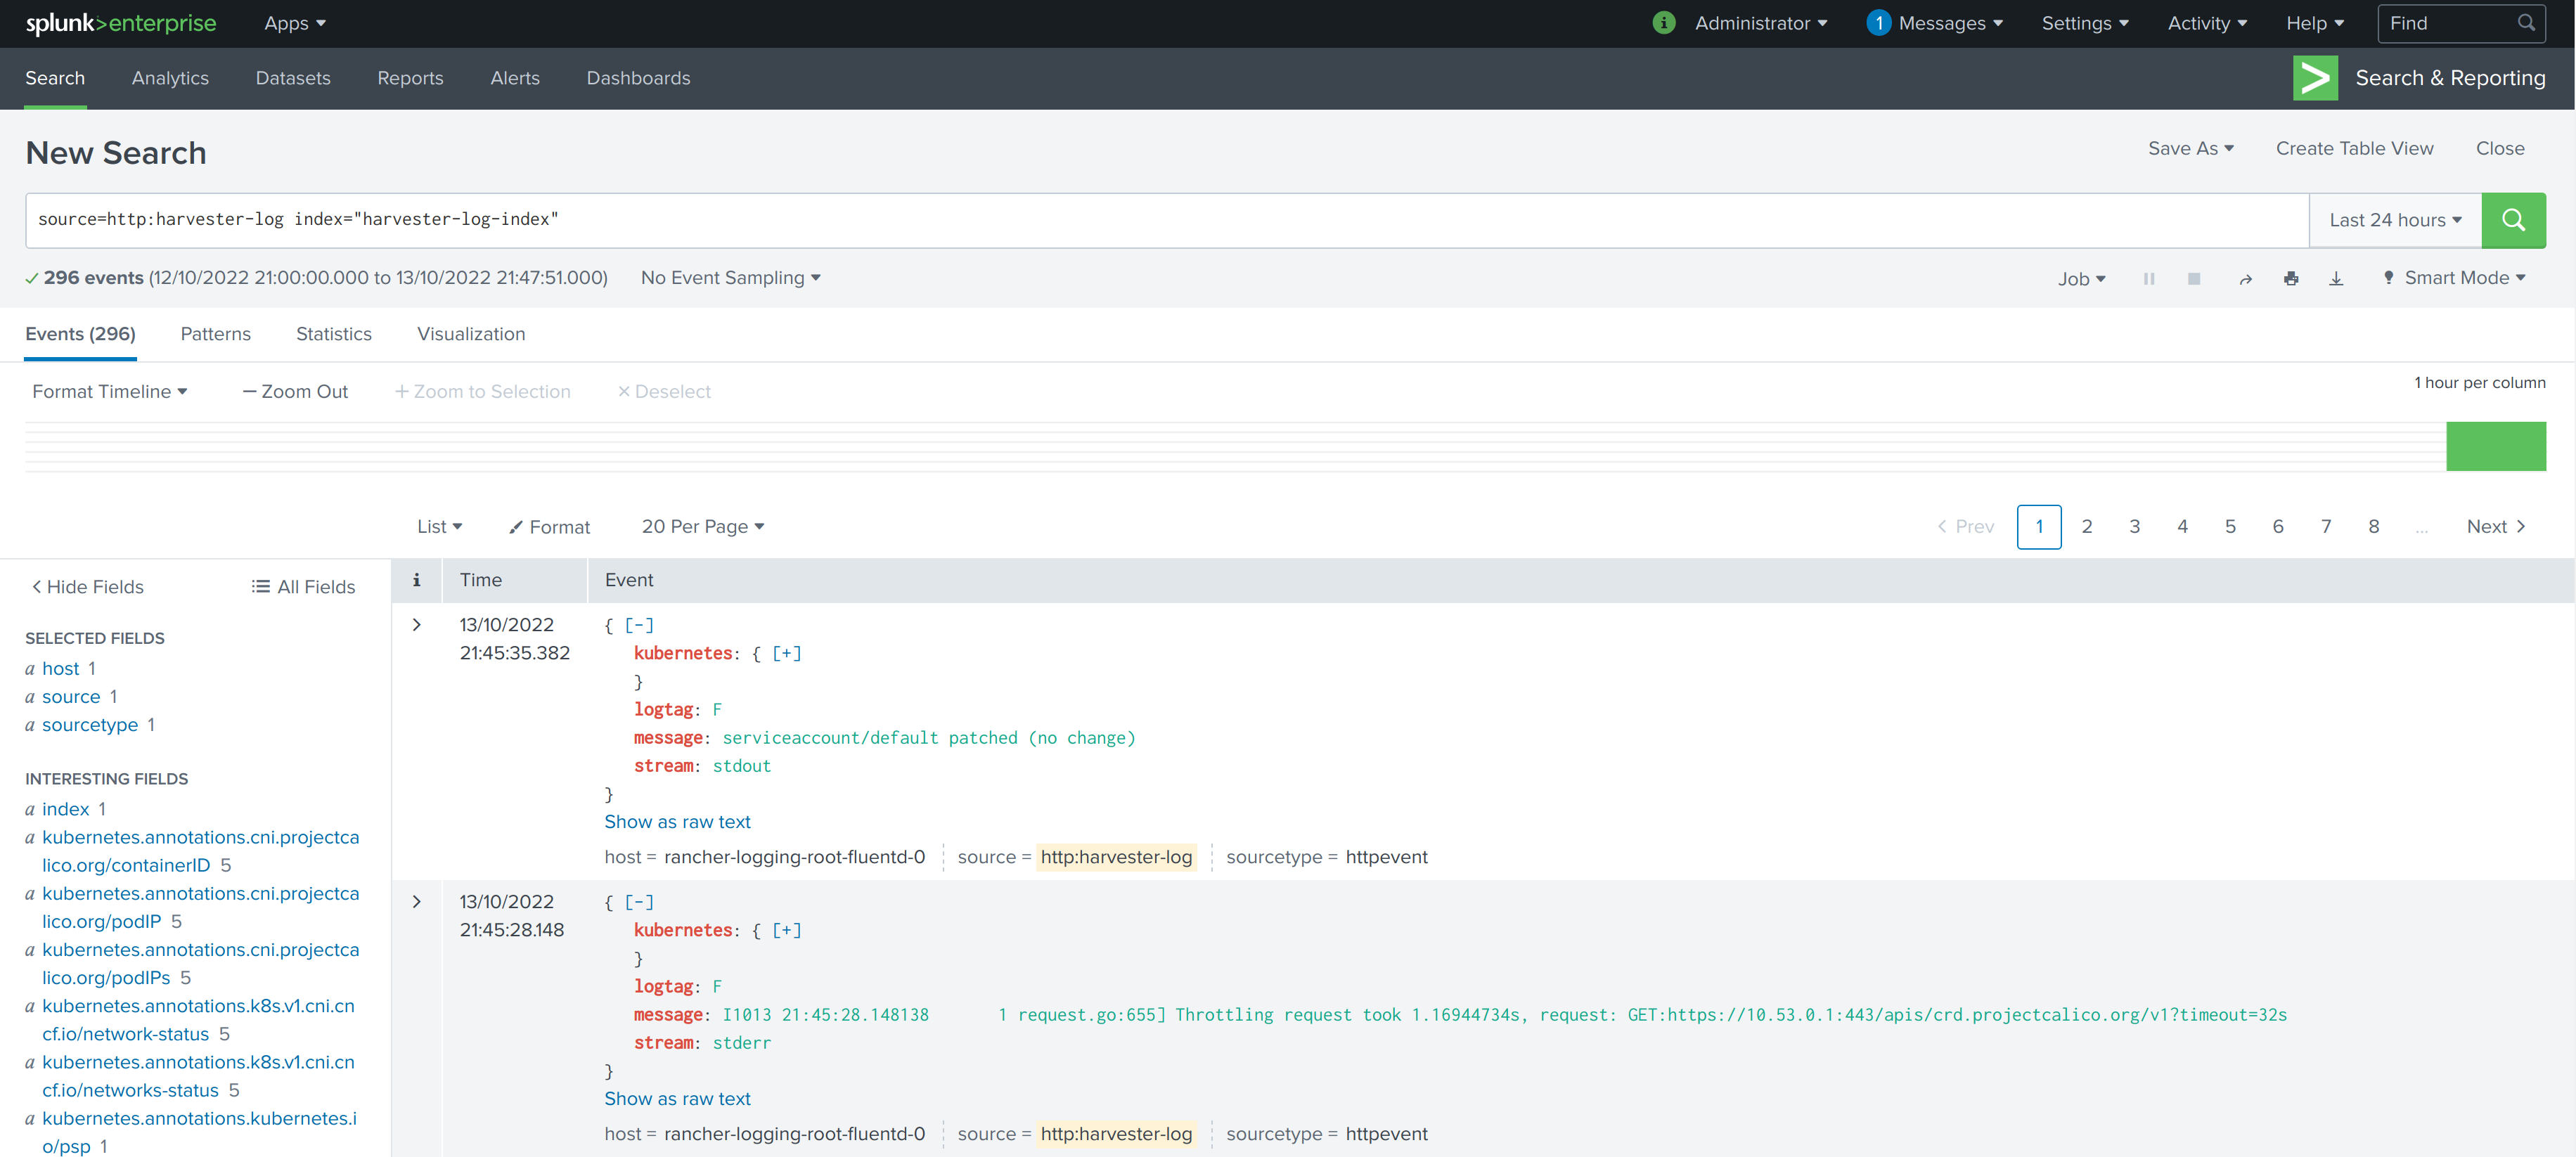 splunk>enterprise Apps i Administrator 1 Messages Settings Activity Help Find
Search Analytics Datasets Reports Alerts Dashboards Search & Reporting
New Search Save As Create Table View Close
source=http:harvester-log index="harvester-log-index" Last 24 hours
296 events (12/10/2022 21:00:00.000 to 13/10/2022 21:47:51.000) No Event Sampling Job Smart Mode
Events (296) Patterns Statistics Visualization
Format Timeline — Zoom Out + Zoom to Selection × Deselect 1 hour per column
List Format 20 Per Page < Prev 1 2 3 4 5 6 7 8 ... Next >
< Hide Fields All Fields
SELECTED FIELDS
a host 1
a source 1
a sourcetype 1
INTERESTING FIELDS
a index 1
a kubernetes.annotations.cni.projectca
lico.org/containerID 5
a kubernetes.annotations.cni.projectca
lico.org/podIP 5
a kubernetes.annotations.cni.projectca
lico.org/podIPs 5
a kubernetes.annotations.k8s.v1.cni.cn
cf.io/network-status 5
a kubernetes.annotations.k8s.v1.cni.cn
cf.io/networks-status 5
a kubernetes.annotations.kubernetes.i
o/psp 1
i Time Event
> 13/10/2022 { [-]
21:45:35.382 kubernetes: { [+]
}
logtag: F
message: serviceaccount/default patched (no change)
stream: stdout
}
Show as raw text
host = rancher-logging-root-fluentd-0 source = http:harvester-log sourcetype = httpevent
> 13/10/2022 { [-]
21:45:28.148 kubernetes: { [+]
}
logtag: F
message: I1013 21:45:28.148138 1 request.go:655] Throttling request took 1.16944734s, request: GET:https://10.53.0.1:443/apis/crd.projectcalico.org/v1?timeout=32s
stream: stderr
}
Show as raw text
host = rancher-logging-root-fluentd-0 source = http:harvester-log sourcetype = httpevent